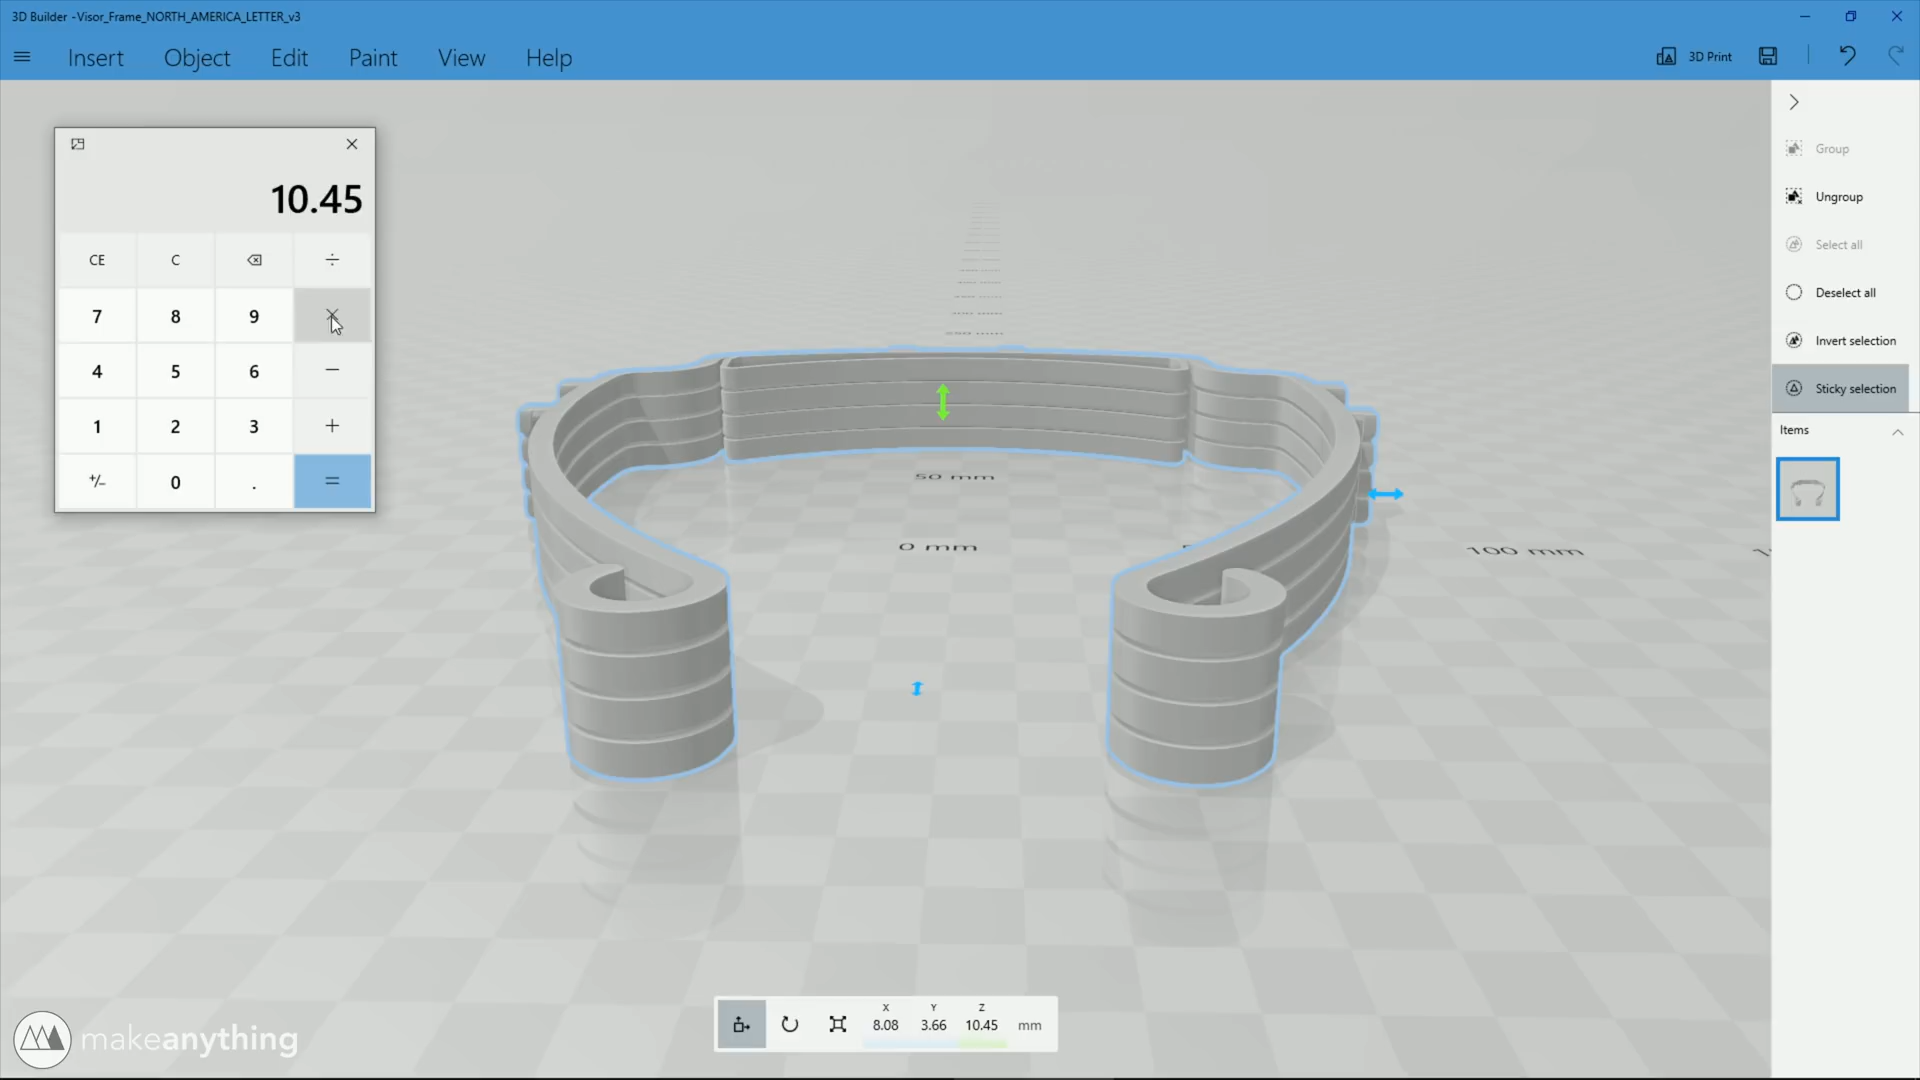 3D Builder - Visor_Frame_NORTH_AMERICA_LETTER_v3
Insert Object Edit Paint View Help
3D Print
10.45
CE C ÷
7 8 9 ×
4 5 6 −
1 2 3 +
+/− 0 . =
Group
Ungroup
Select all
Deselect all
Invert selection
Sticky selection
Items
50 mm
0 mm
100 mm
X Y Z
8.08 3.66 10.45 mm
makeanything